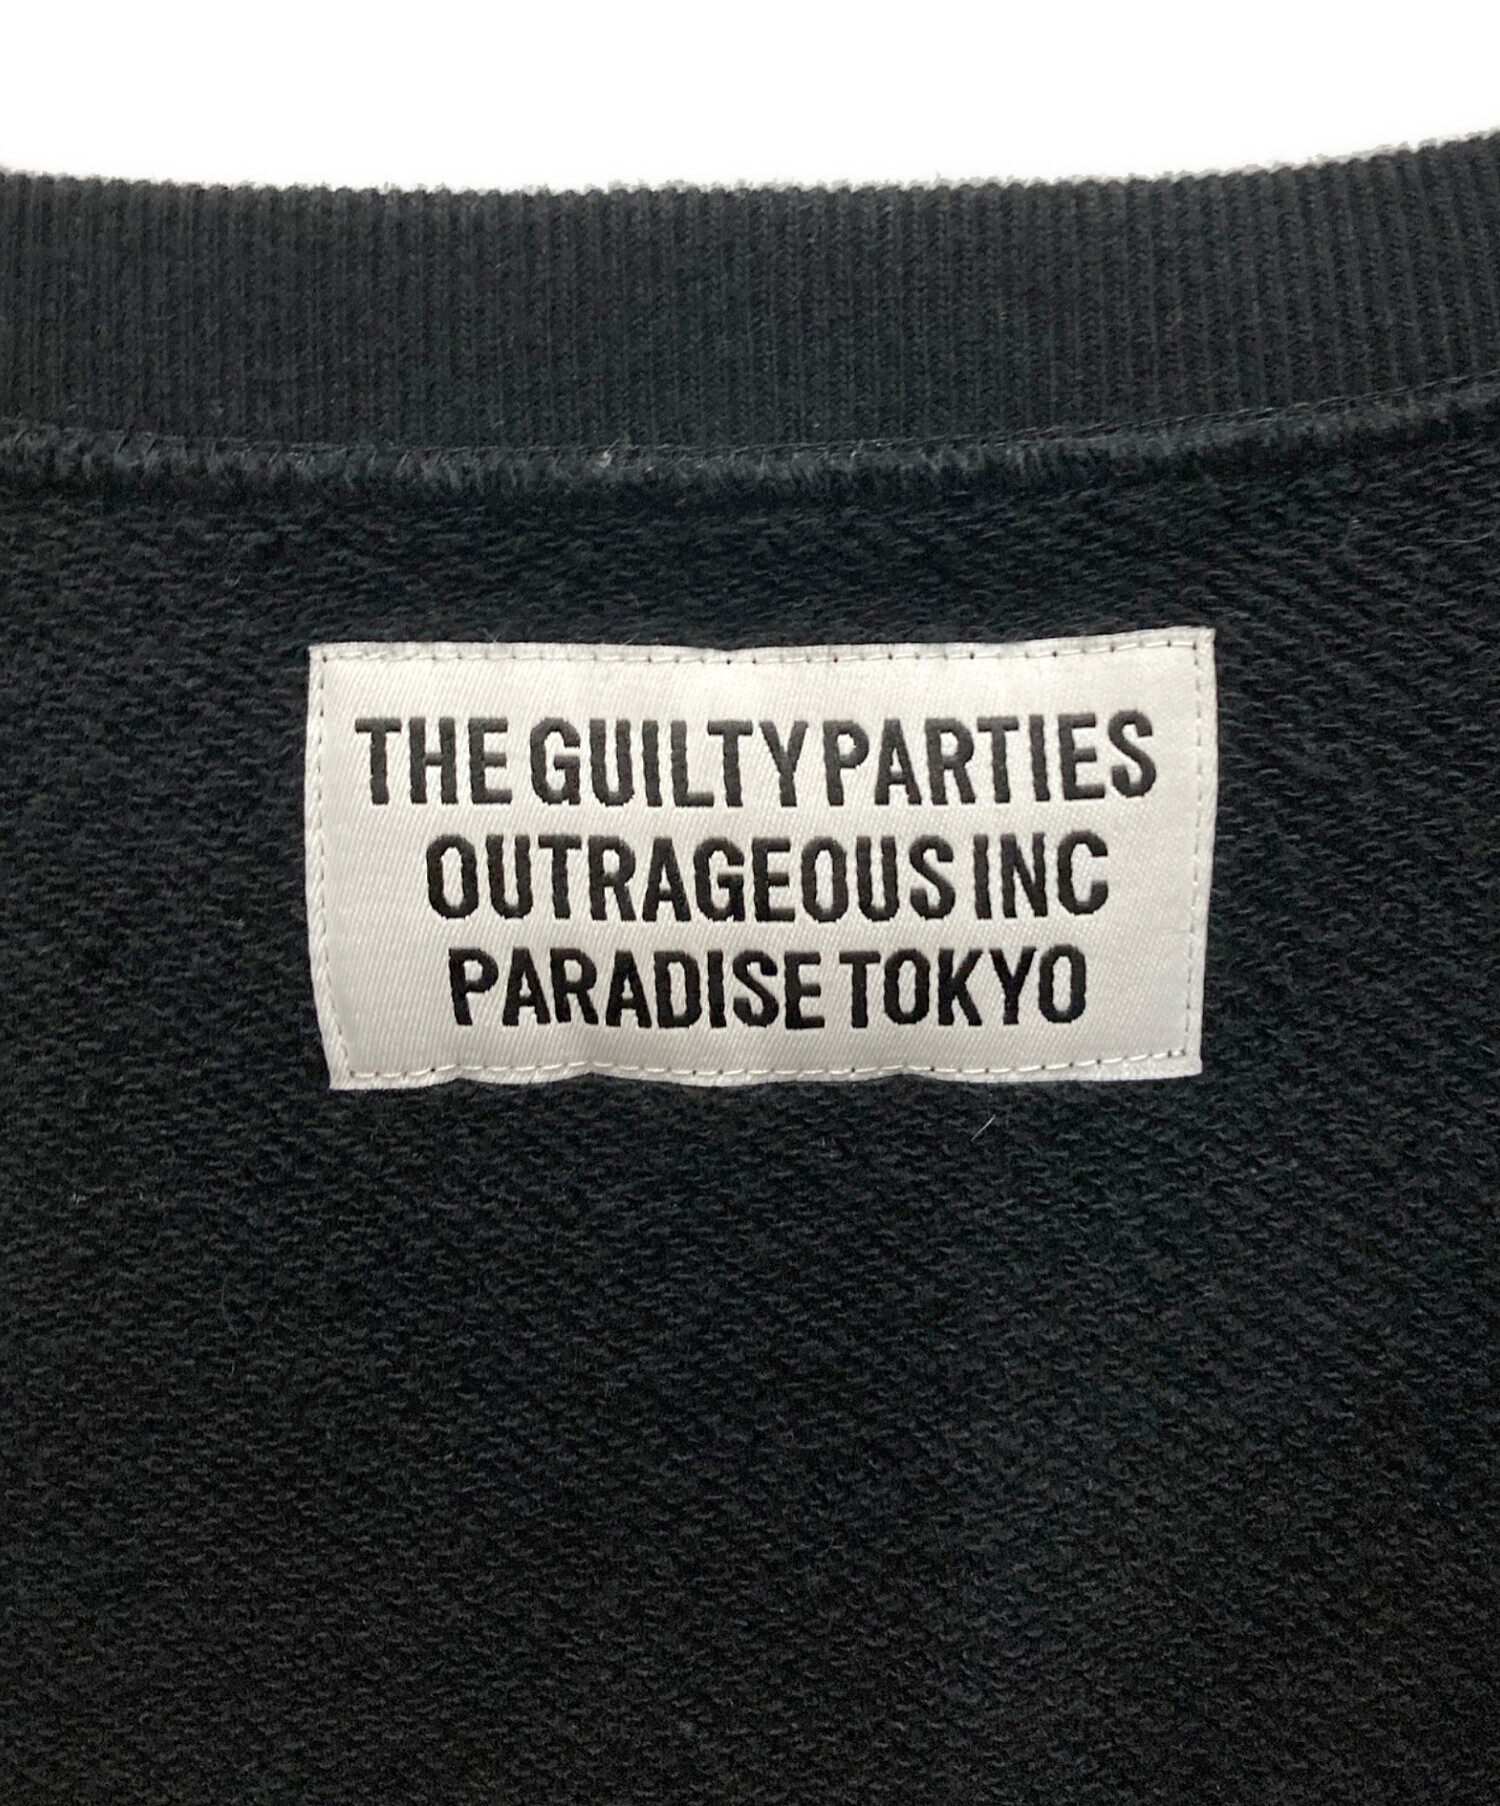 THE GUILTY PARTIES
OUTRAGEOUS INC
PARADISE TOKYO